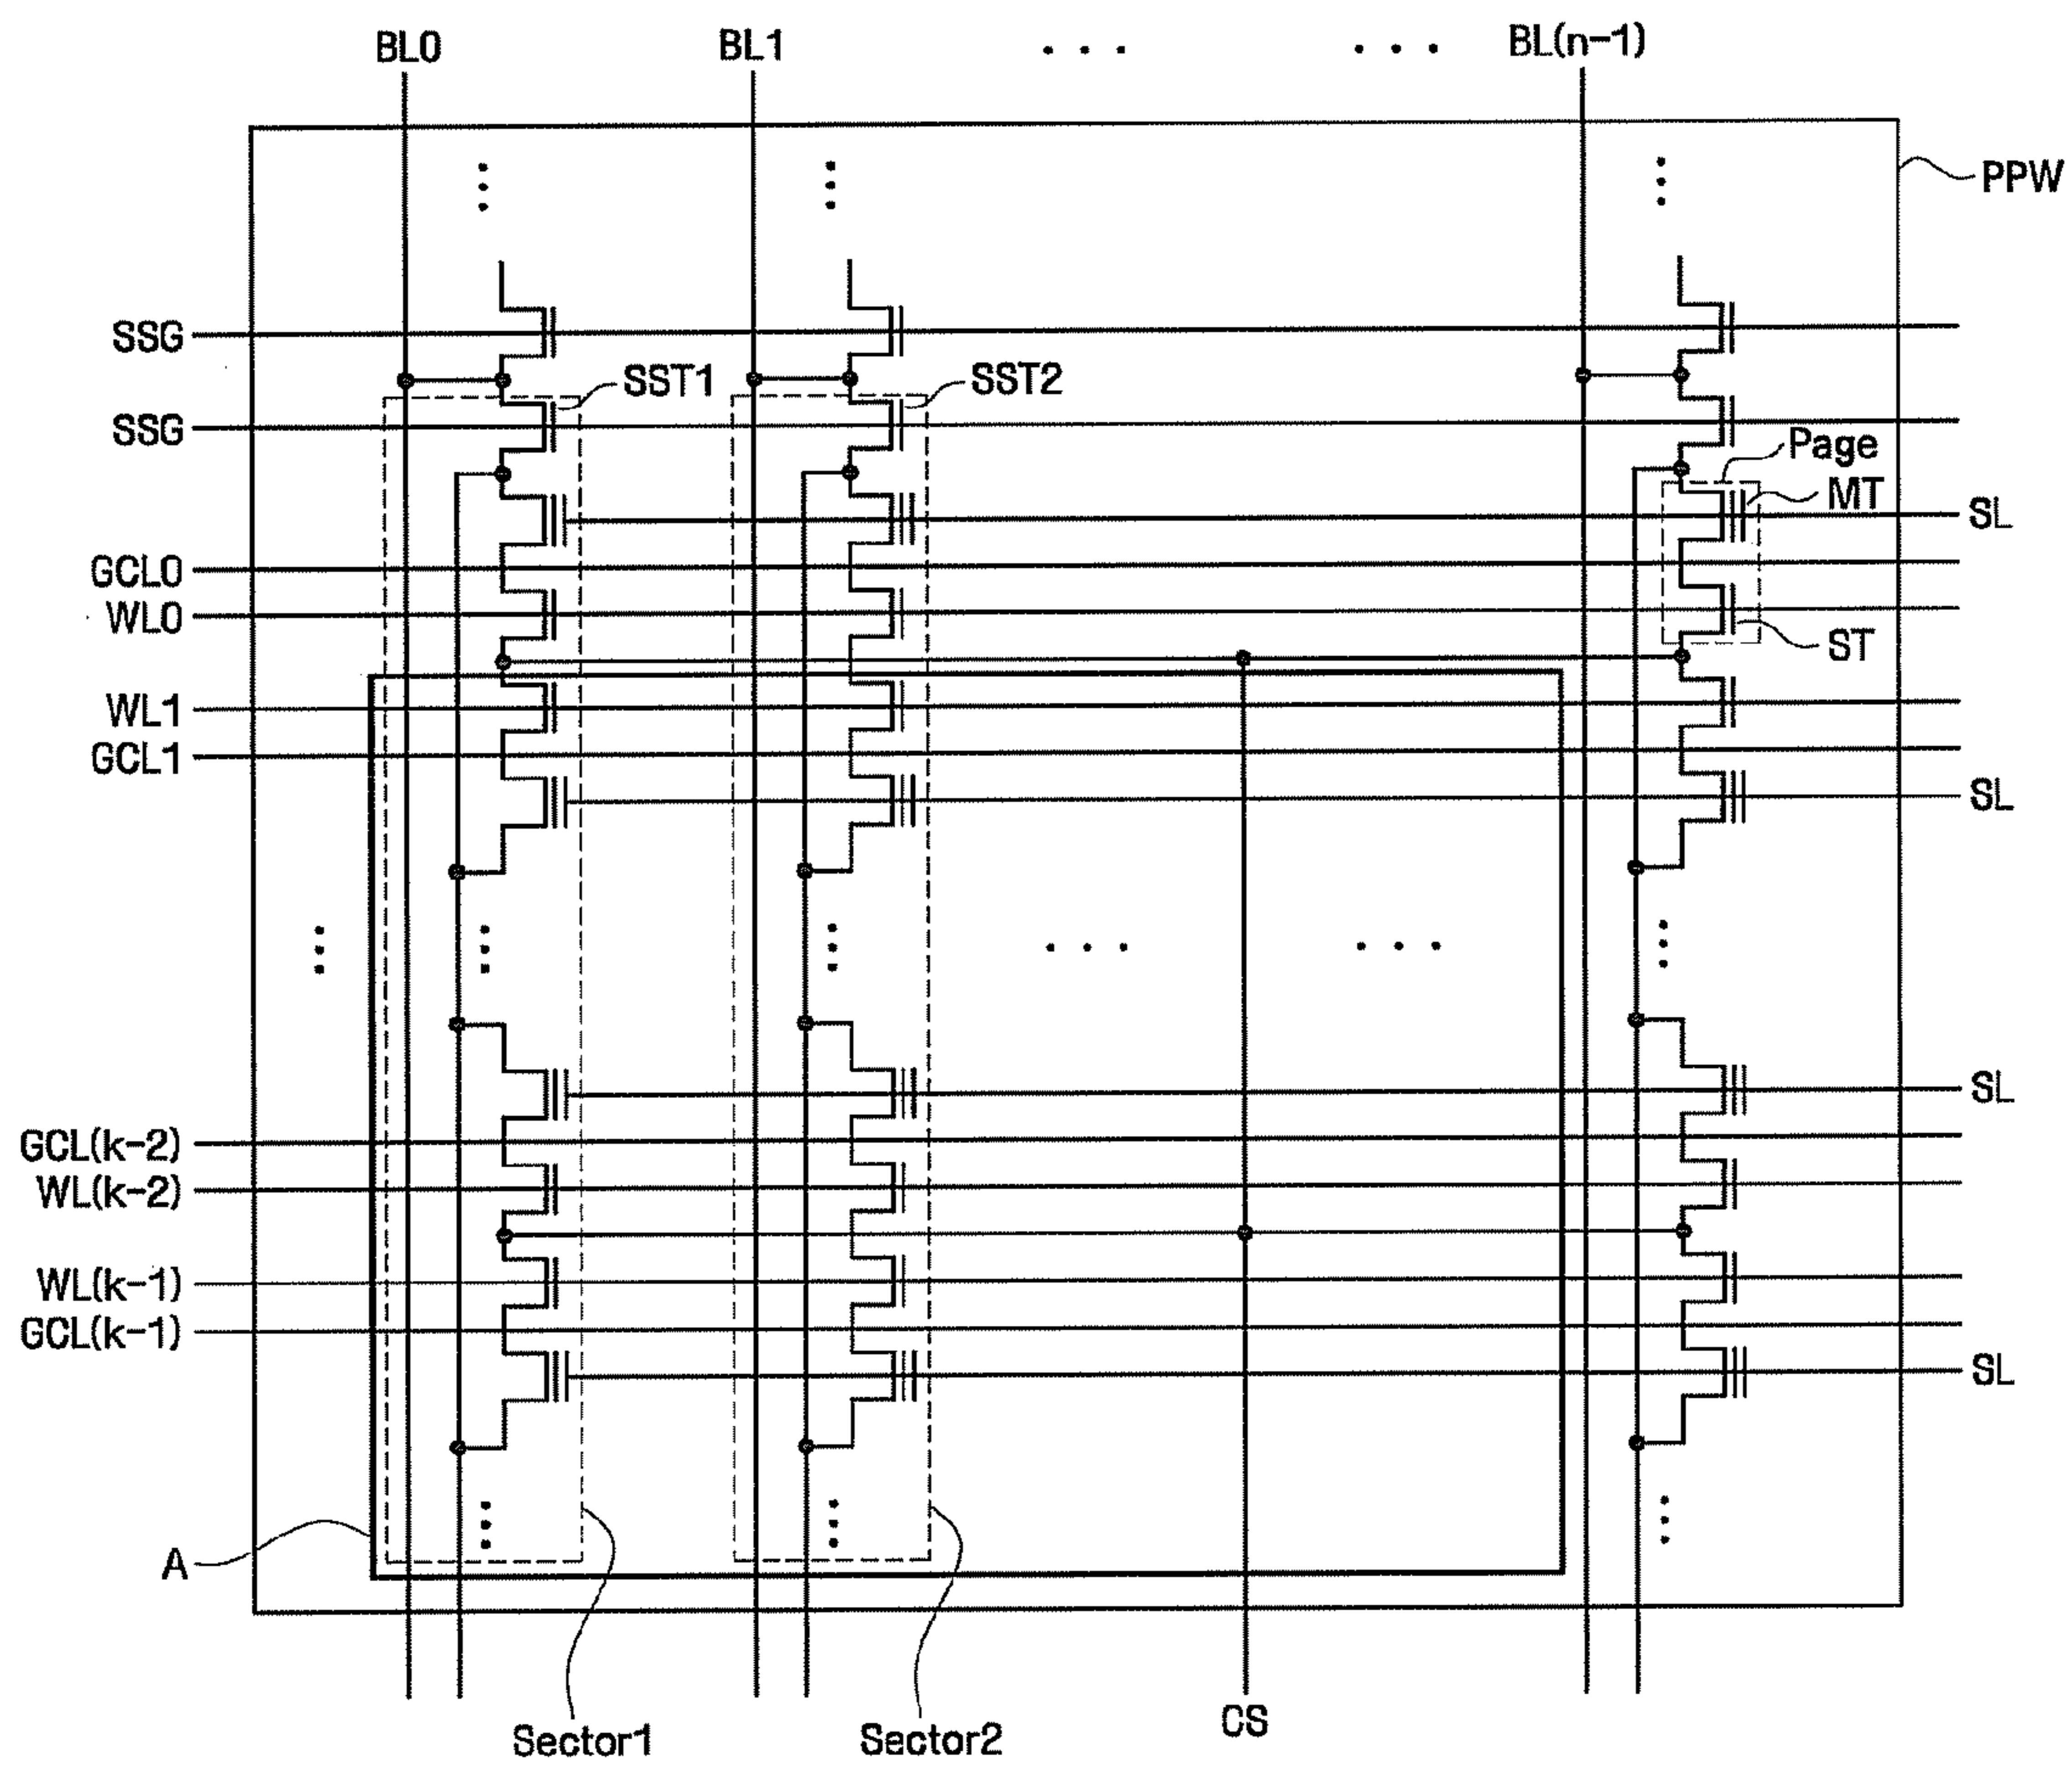 BL0
BL1
BL(n-1)
PPW
SSG
SST1
SST2
SSG
Page
MT
SL
GCL0
WL0
ST
WL1
GCL1
SL
SL
GCL(k-2)
WL(k-2)
WL(k-1)
GCL(k-1)
SL
A
Sector1
Sector2
CS